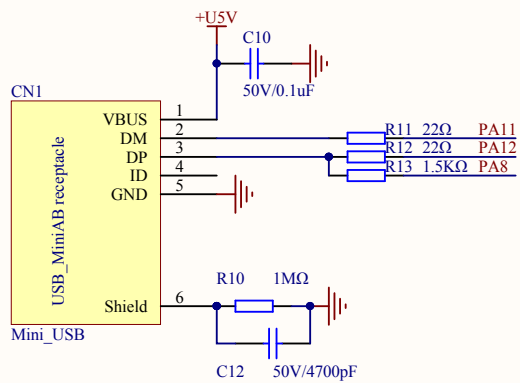 +U5V
C10
50V/0.1uF
CN1
VBUS 1
DM 2 R11 22Ω PA11
DP 3 R12 22Ω PA12
ID 4 R13 1.5KΩ PA8
GND 5
USB_MiniAB receptacle
R10 1MΩ
Shield 6
Mini_USB
C12 50V/4700pF